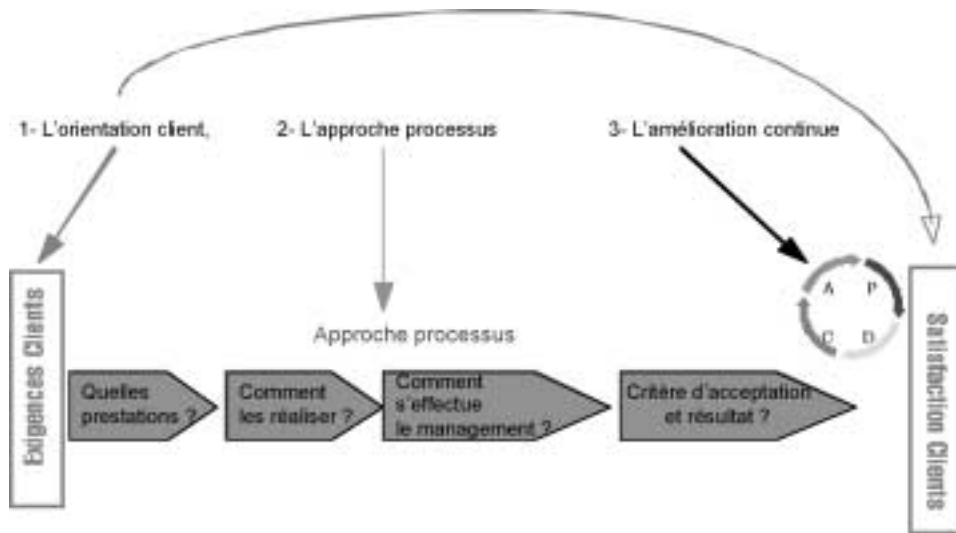 1- L'orientation client,
2- L'approche processus
3- L'amélioration continue
Exigences Clients
A P
C D
Satisfaction Clients
Approche processus
Quelles
prestations ?
Comment
les réaliser ?
Comment
s'effectue
le management ?
Critère d'acceptation
et résultat ?